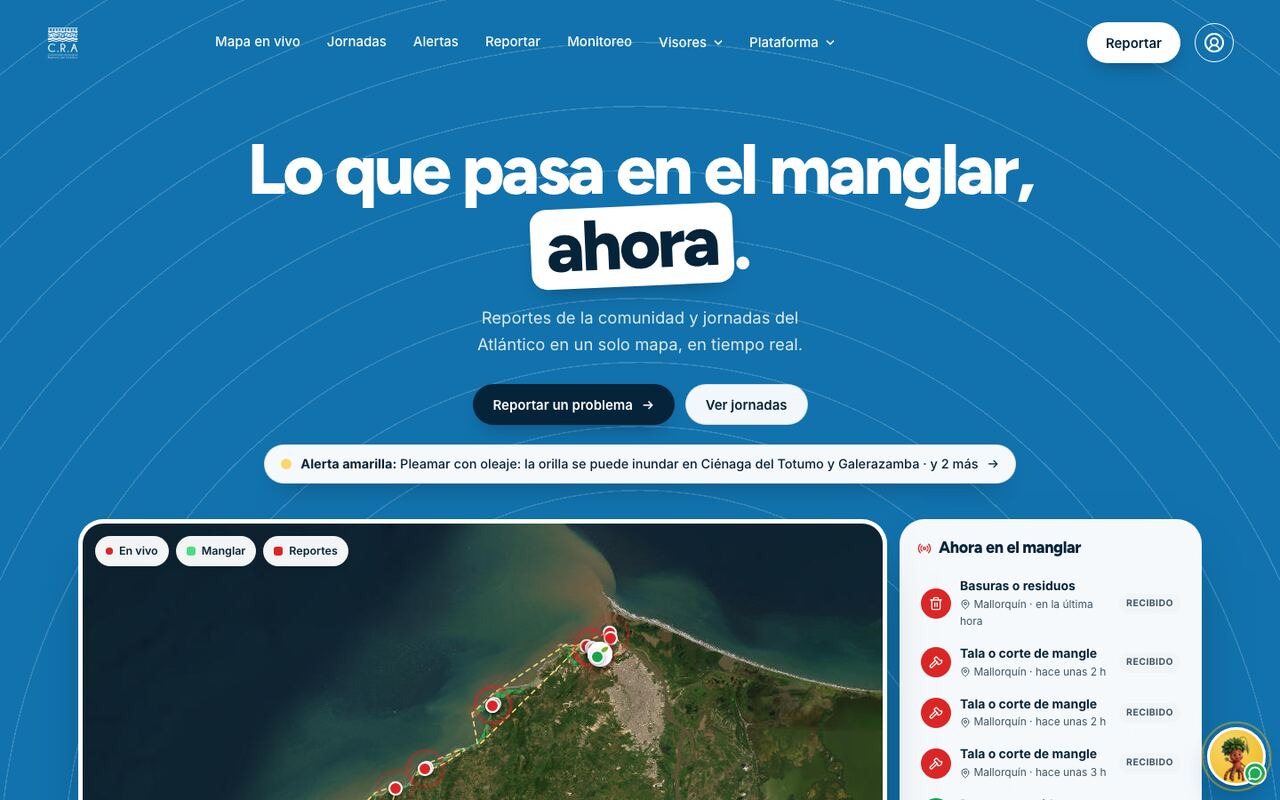 C.R.A
Mapa en vivo
Jornadas
Alertas
Reportar
Monitoreo
Visores
Plataforma
Reportar
Lo que pasa en el manglar,
ahora.
Reportes de la comunidad y jornadas del
Atlántico en un solo mapa, en tiempo real.
Reportar un problema →
Ver jornadas
Alerta amarilla: Pleamar con oleaje: la orilla se puede inundar en Ciénaga del Totumo y Galerazamba · y 2 más →
En vivo
Manglar
Reportes
Ahora en el manglar
Basuras o residuos
Mallorquín · en la última
hora
RECIBIDO
Tala o corte de mangle
Mallorquín · hace unas 2 h
RECIBIDO
Tala o corte de mangle
Mallorquín · hace unas 2 h
RECIBIDO
Tala o corte de mangle
Mallorquín · hace unas 3 h
RECIBIDO